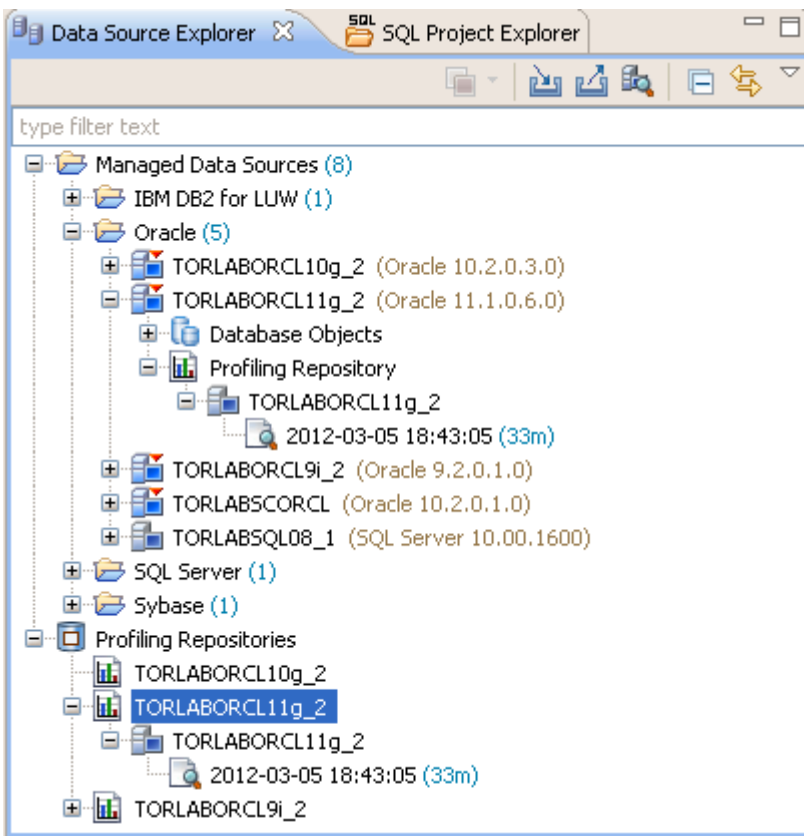 Data Source Explorer SQL SQL Project Explorer
type filter text
Managed Data Sources (8)
IBM DB2 for LUW (1)
Oracle (5)
TORLABORCL10g_2 (Oracle 10.2.0.3.0)
TORLABORCL11g_2 (Oracle 11.1.0.6.0)
Database Objects
Profiling Repository
TORLABORCL11g_2
2012-03-05 18:43:05 (33m)
TORLABORCL9i_2 (Oracle 9.2.0.1.0)
TORLABSCORCL (Oracle 10.2.0.1.0)
TORLABSQL08_1 (SQL Server 10.00.1600)
SQL Server (1)
Sybase (1)
Profiling Repositories
TORLABORCL10g_2
TORLABORCL11g_2
TORLABORCL11g_2
2012-03-05 18:43:05 (33m)
TORLABORCL9i_2